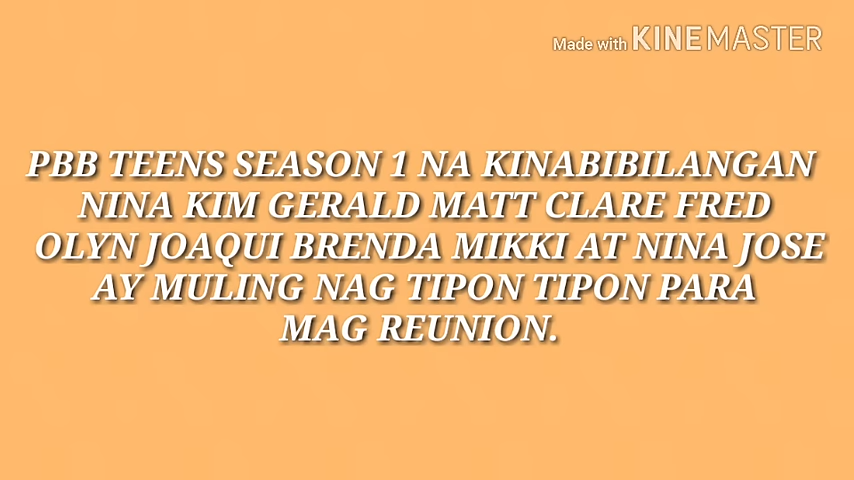 Made with KINEMASTER
PBB TEENS SEASON 1 NA KINABIBILANGAN
NINA KIM GERALD MATT CLARE FRED
OLYN JOAQUI BRENDA MIKKI AT NINA JOSE
AY MULING NAG TIPON TIPON PARA
MAG REUNION.